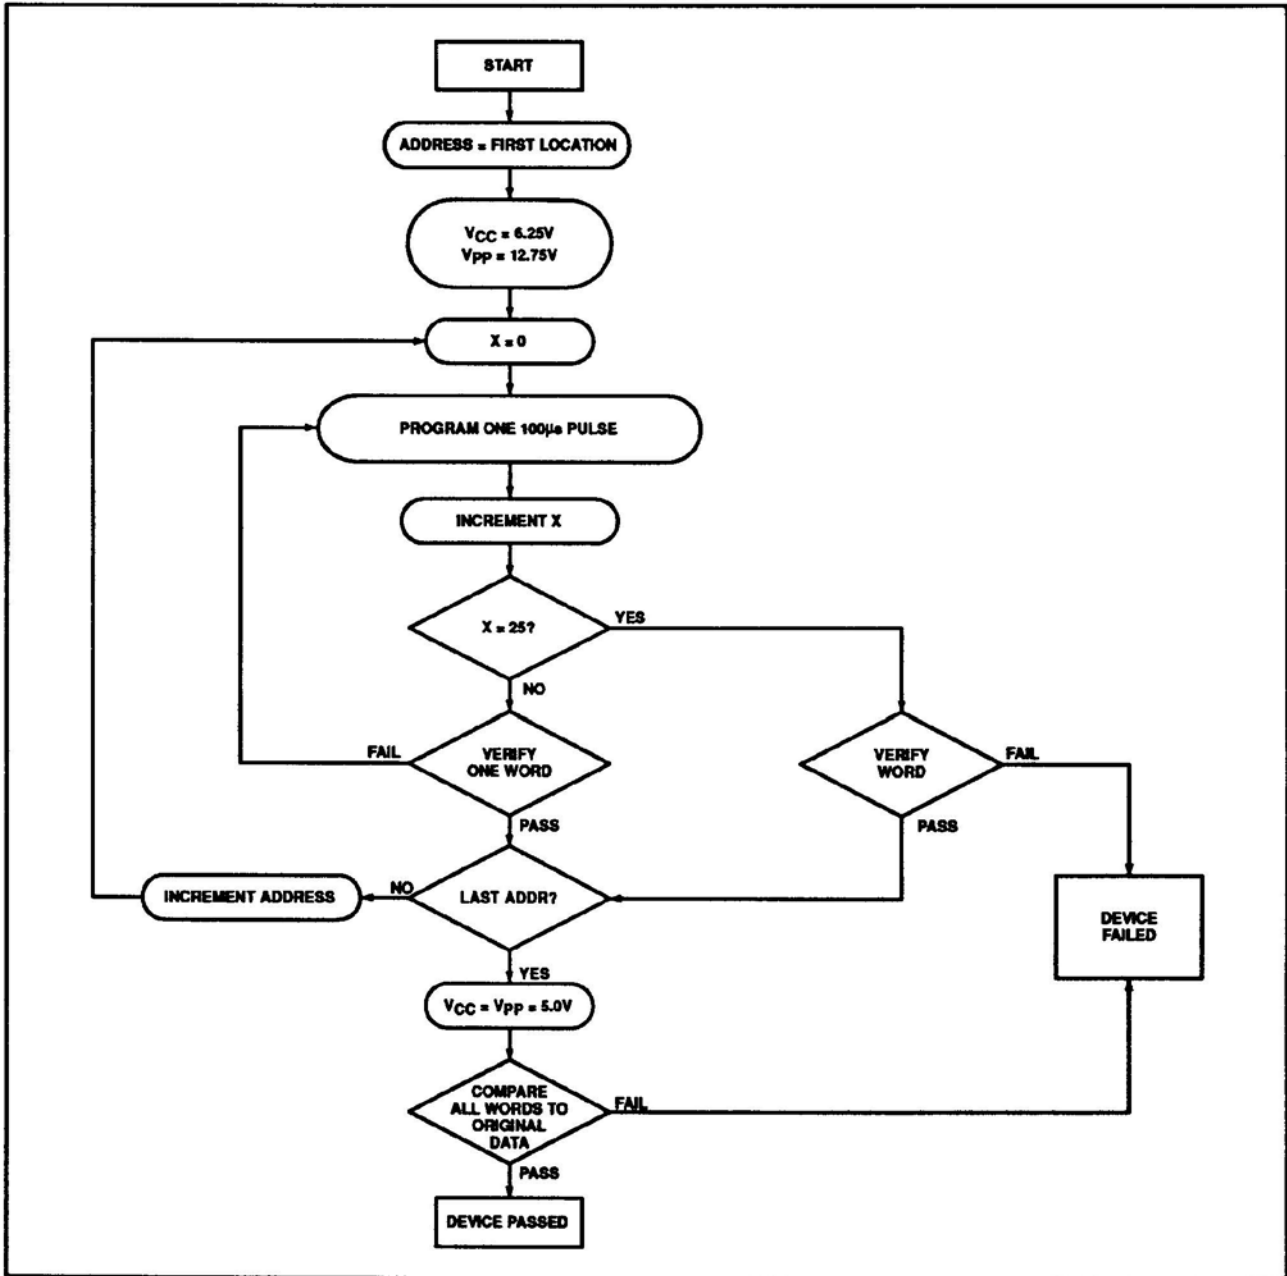 START
ADDRESS = FIRST LOCATION
VCC = 6.25V
VPP = 12.75V
X = 0
PROGRAM ONE 100µs PULSE
INCREMENT X
X = 25?
YES
NO
FAIL
VERIFY
ONE WORD
VERIFY
WORD
FAIL
PASS
PASS
INCREMENT ADDRESS
NO
LAST ADDR?
DEVICE
FAILED
YES
VCC = VPP = 5.0V
COMPARE
ALL WORDS TO
ORIGINAL
DATA
FAIL
PASS
DEVICE PASSED